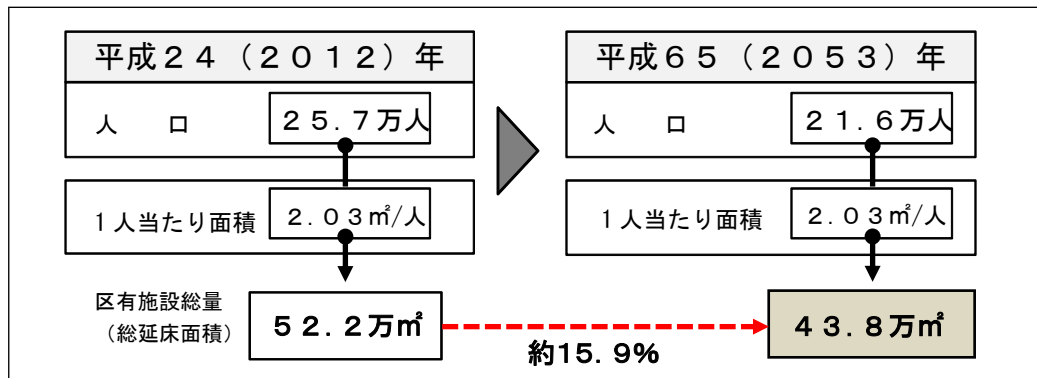 平成24（2012）年
人　口
25.7万人
1人当たり面積
2.03㎡/人
区有施設総量
（総延床面積）
52.2万㎡
平成65（2053）年
人　口
21.6万人
1人当たり面積
2.03㎡/人
43.8万㎡
約15.9%